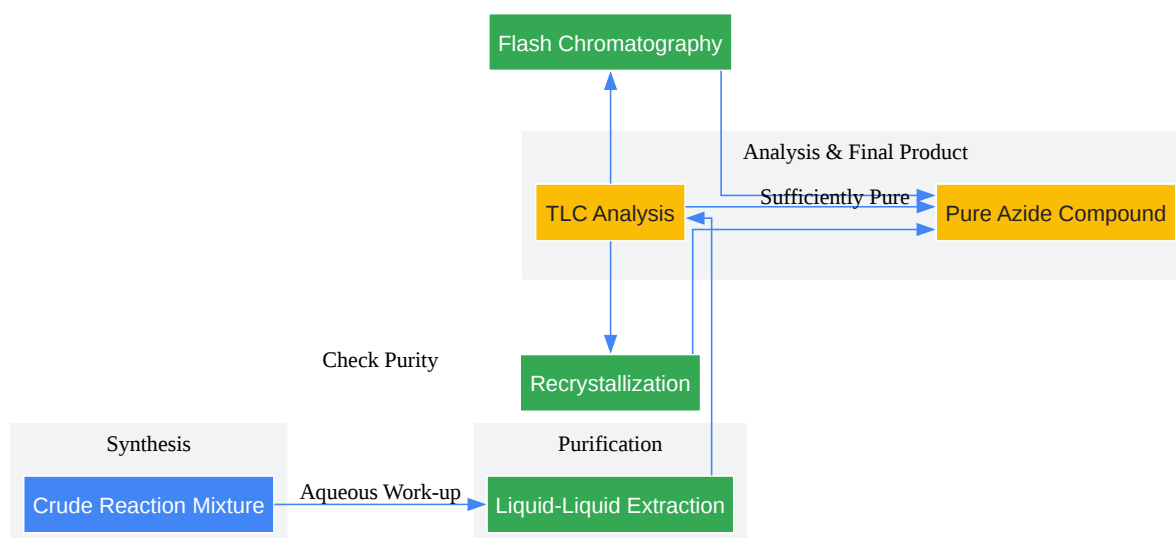 Flash Chromatography
Analysis & Final Product
Sufficiently Pure
TLC Analysis
Pure Azide Compound
Check Purity
Recrystallization
Synthesis
Purification
Crude Reaction Mixture
Aqueous Work-up
Liquid-Liquid Extraction